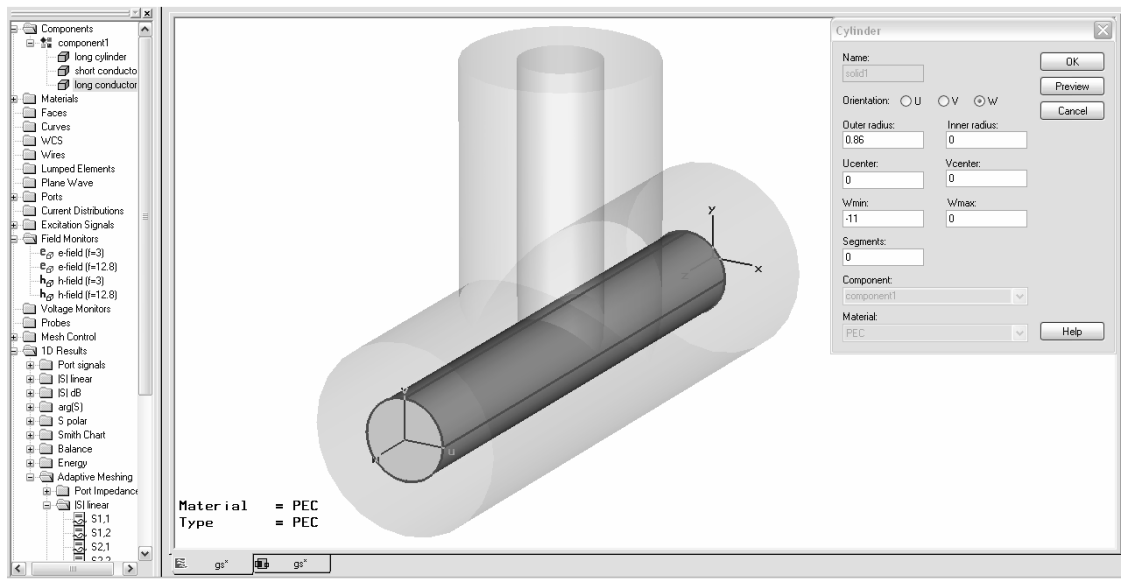 Components
component1
long cylinder
short conducto
long conductor
Materials
Faces
Curves
WCS
Wires
Lumped Elements
Plane Wave
Ports
Current Distributions
Excitation Signals
Field Monitors
e-field (f=3)
e-field (f=12.8)
h-field (f=3)
h-field (f=12.8)
Voltage Monitors
Probes
Mesh Control
1D Results
Port signals
|S| linear
|S| dB
arg(S)
S polar
Smith Chart
Balance
Energy
Adaptive Meshing
Port Impedance
|S| linear
S1,1
S1,2
S2,1
S2,2
y
x
z
v
u
w
Material = PEC
Type = PEC
gs*
gs*
Cylinder
Name:
solid1
OK
Preview
Cancel
Orientation: U V W
Outer radius: Inner radius:
0.86 0
Ucenter: Vcenter:
0 0
Wmin: Wmax:
-11 0
Segments:
0
Component:
component1
Material:
PEC
Help